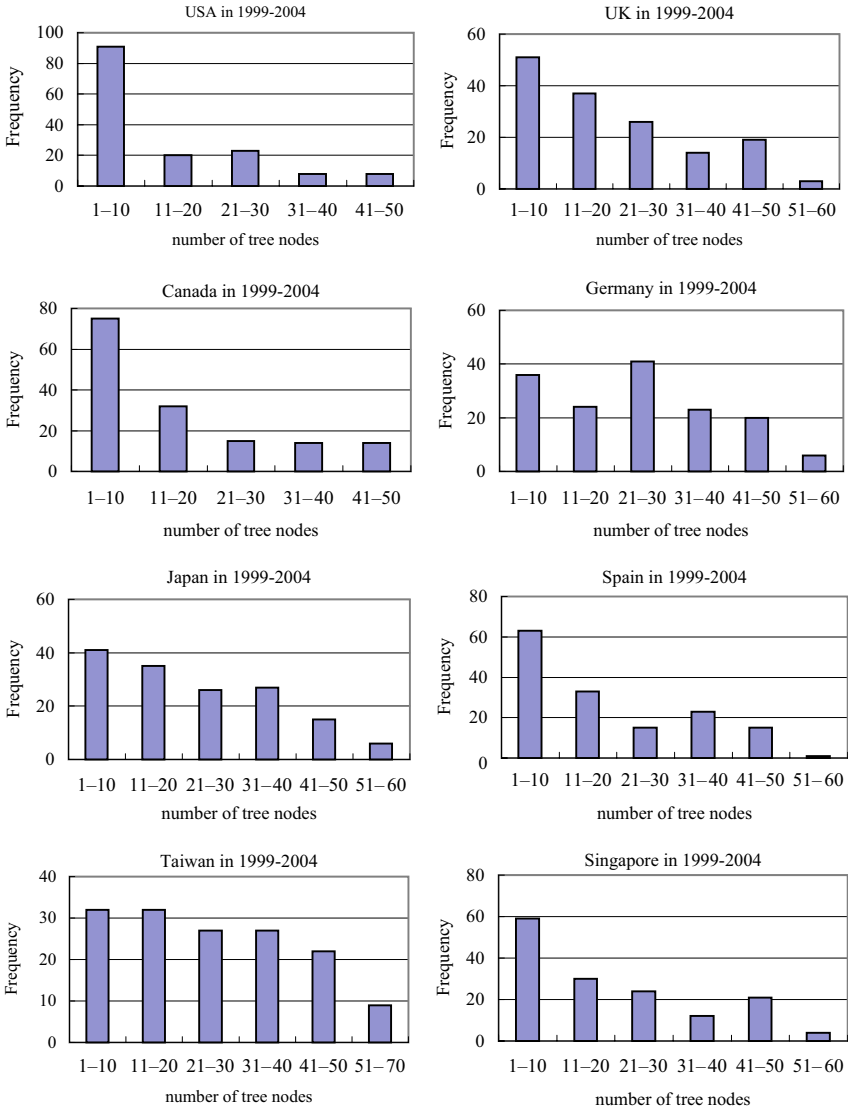 USA in 1999-2004
Frequency
100
80
60
40
20
0
1–10 11–20 21–30 31–40 41–50
number of tree nodes
UK in 1999-2004
Frequency
60
40
20
0
1–10 11–20 21–30 31–40 41–50 51–60
number of tree nodes
Canada in 1999-2004
Frequency
80
60
40
20
0
1–10 11–20 21–30 31–40 41–50
number of tree nodes
Germany in 1999-2004
Frequency
60
40
20
0
1–10 11–20 21–30 31–40 41–50 51–60
number of tree nodes
Japan in 1999-2004
Frequency
60
40
20
0
1–10 11–20 21–30 31–40 41–50 51–60
number of tree nodes
Spain in 1999-2004
Frequency
80
60
40
20
0
1–10 11–20 21–30 31–40 41–50 51–60
number of tree nodes
Taiwan in 1999-2004
Frequency
40
30
20
10
0
1–10 11–20 21–30 31–40 41–50 51–70
number of tree nodes
Singapore in 1999-2004
Frequency
80
60
40
20
0
1–10 11–20 21–30 31–40 41–50 51–60
number of tree nodes